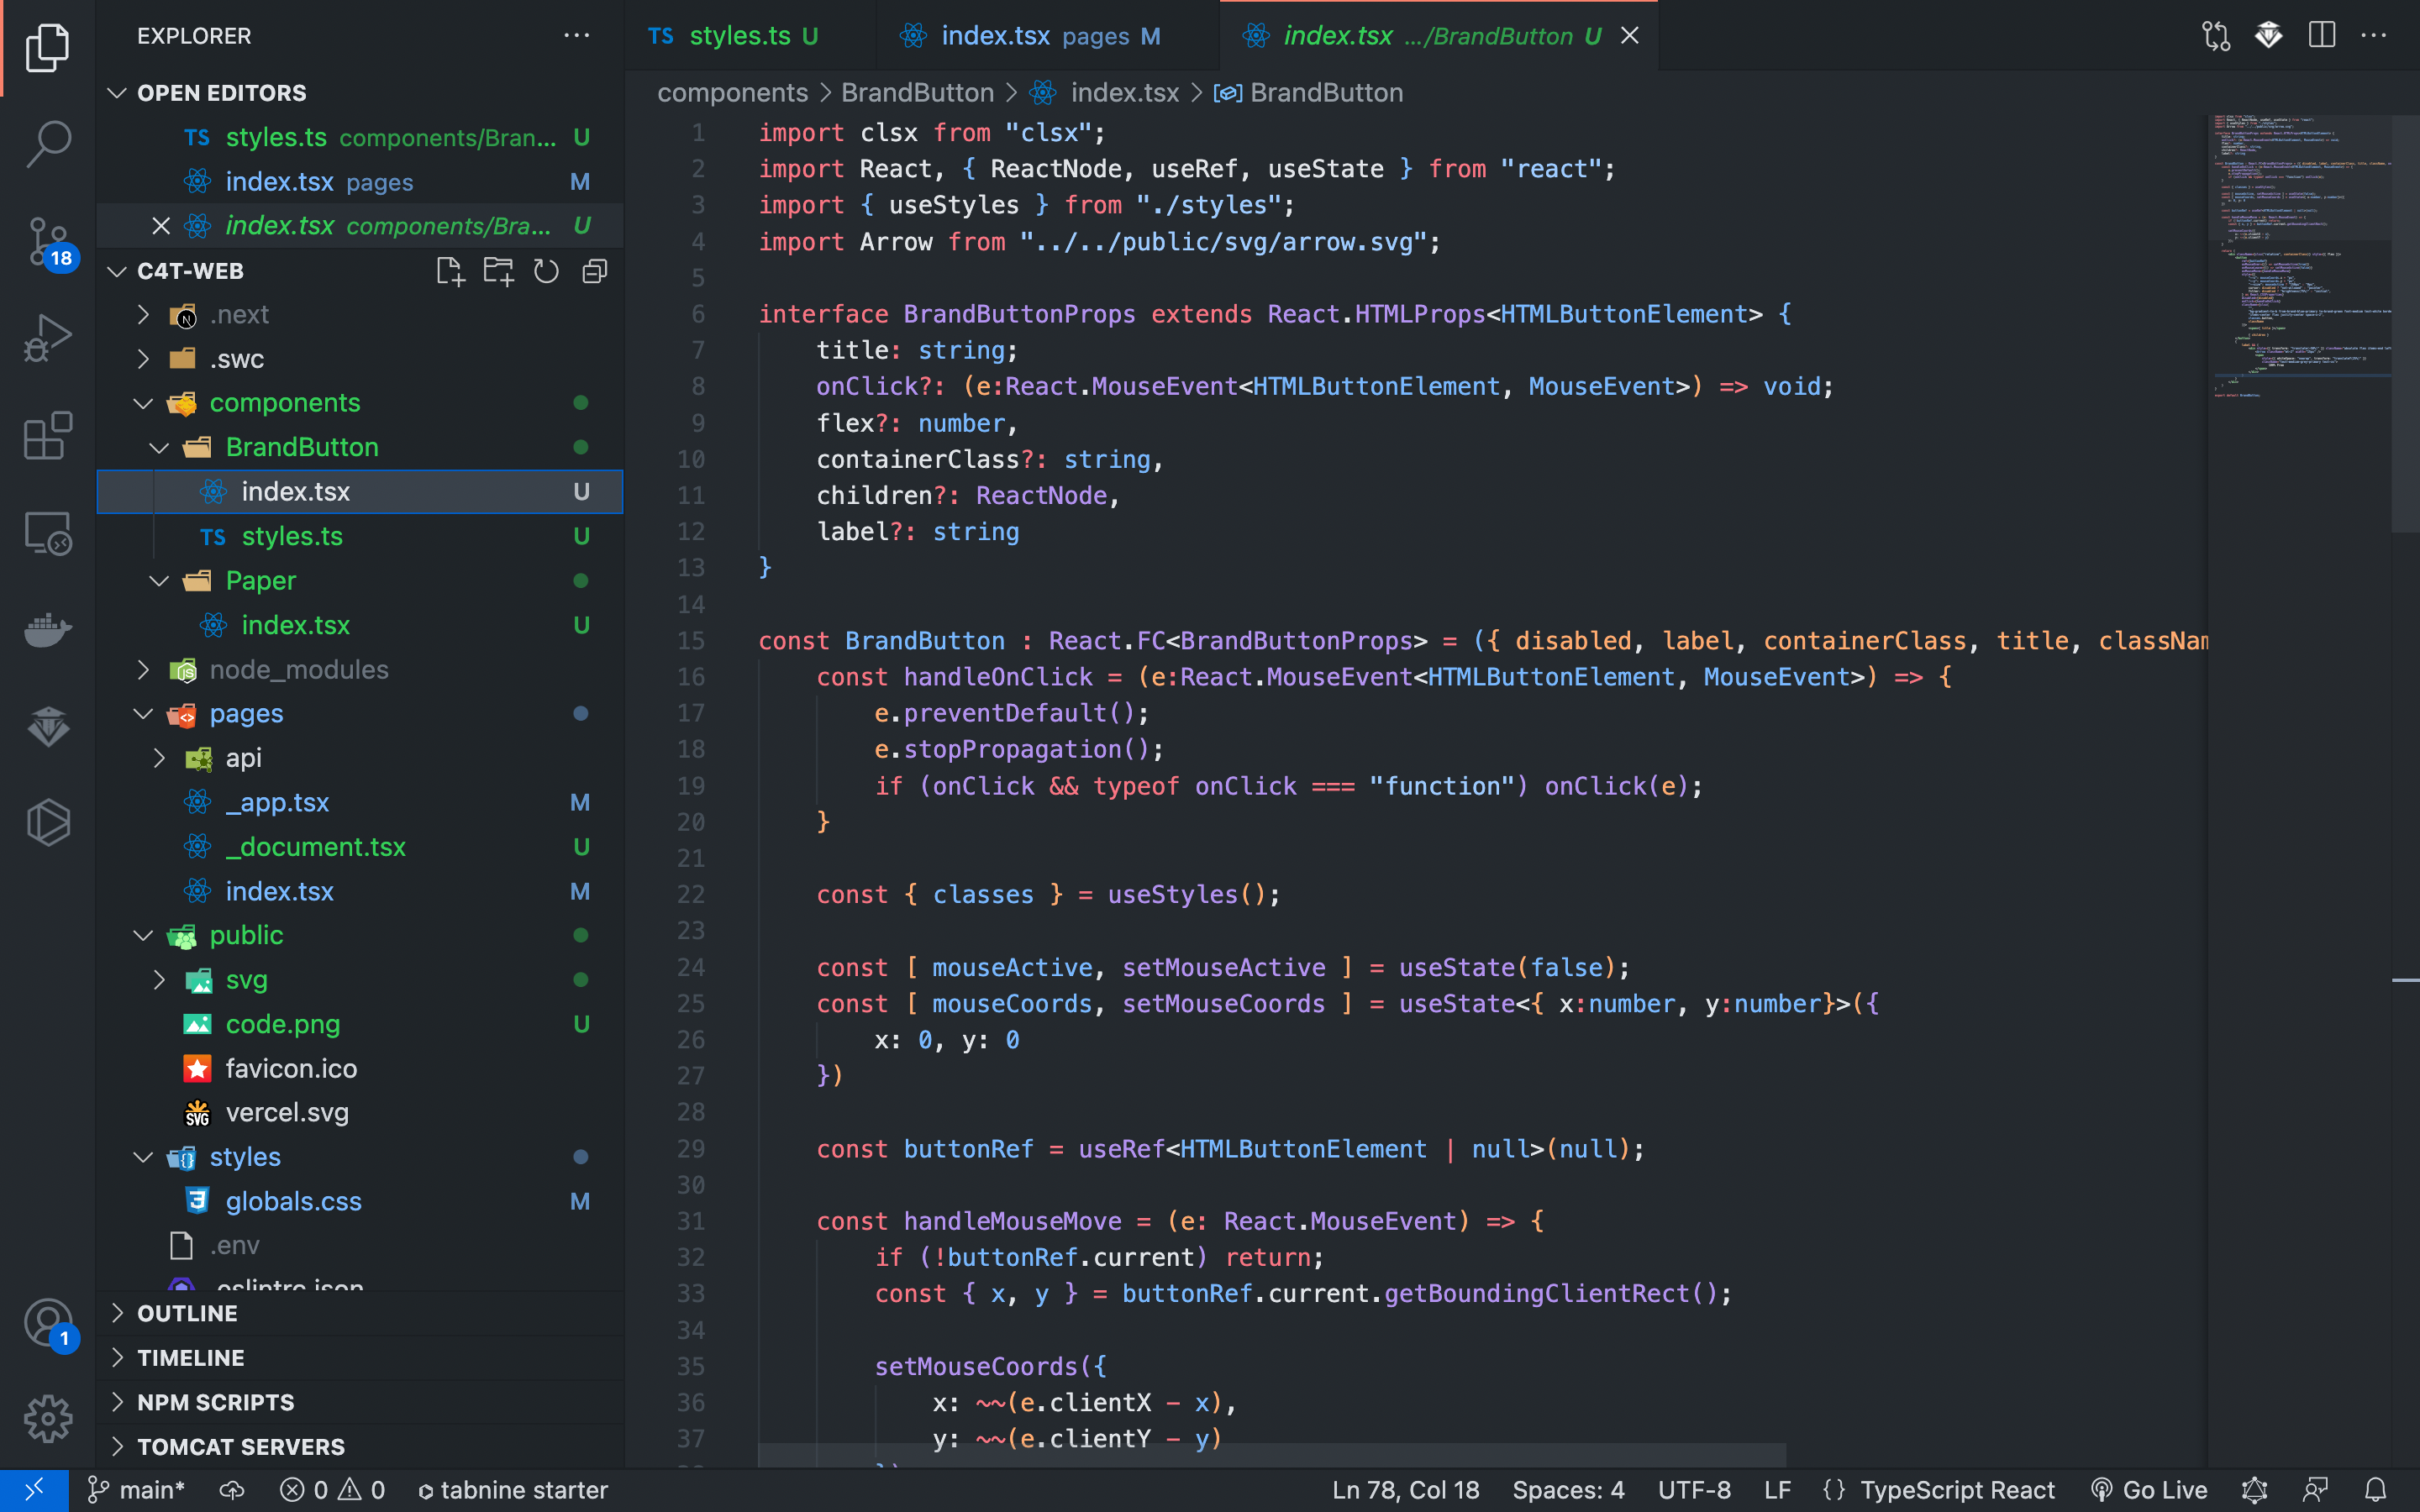 EXPLORER
OPEN EDITORS
TS styles.ts components/Bran... U
index.tsx pages M
index.tsx components/Bra... U
C4T-WEB
.next
.swc
components
BrandButton
index.tsx U
TS styles.ts U
Paper
index.tsx U
node_modules
pages
api
_app.tsx M
_document.tsx U
index.tsx M
public
svg
code.png U
favicon.ico
SVG vercel.svg
styles
globals.css M
.env
.eslintrc.json
OUTLINE
TIMELINE
NPM SCRIPTS
TOMCAT SERVERS
18
1
TS styles.ts U
index.tsx pages M
index.tsx .../BrandButton U
components > BrandButton > index.tsx > BrandButton
1 import clsx from "clsx";
2 import React, { ReactNode, useRef, useState } from "react";
3 import { useStyles } from "./styles";
4 import Arrow from "../../public/svg/arrow.svg";
5
6 interface BrandButtonProps extends React.HTMLProps<HTMLButtonElement> {
7 title: string;
8 onClick?: (e:React.MouseEvent<HTMLButtonElement, MouseEvent>) => void;
9 flex?: number,
10 containerClass?: string,
11 children?: ReactNode,
12 label?: string
13 }
14
15 const BrandButton : React.FC<BrandButtonProps> = ({ disabled, label, containerClass, title, classNam
16 const handleOnClick = (e:React.MouseEvent<HTMLButtonElement, MouseEvent>) => {
17 e.preventDefault();
18 e.stopPropagation();
19 if (onClick && typeof onClick === "function") onClick(e);
20 }
21
22 const { classes } = useStyles();
23
24 const [ mouseActive, setMouseActive ] = useState(false);
25 const [ mouseCoords, setMouseCoords ] = useState<{ x:number, y:number}>({
26 x: 0, y: 0
27 })
28
29 const buttonRef = useRef<HTMLButtonElement | null>(null);
30
31 const handleMouseMove = (e: React.MouseEvent) => {
32 if (!buttonRef.current) return;
33 const { x, y } = buttonRef.current.getBoundingClientRect();
34
35 setMouseCoords({
36 x: ~~(e.clientX - x),
37 y: ~~(e.clientY - y)
main* 0 0 tabnine starter Ln 78, Col 18 Spaces: 4 UTF-8 LF {} TypeScript React Go Live